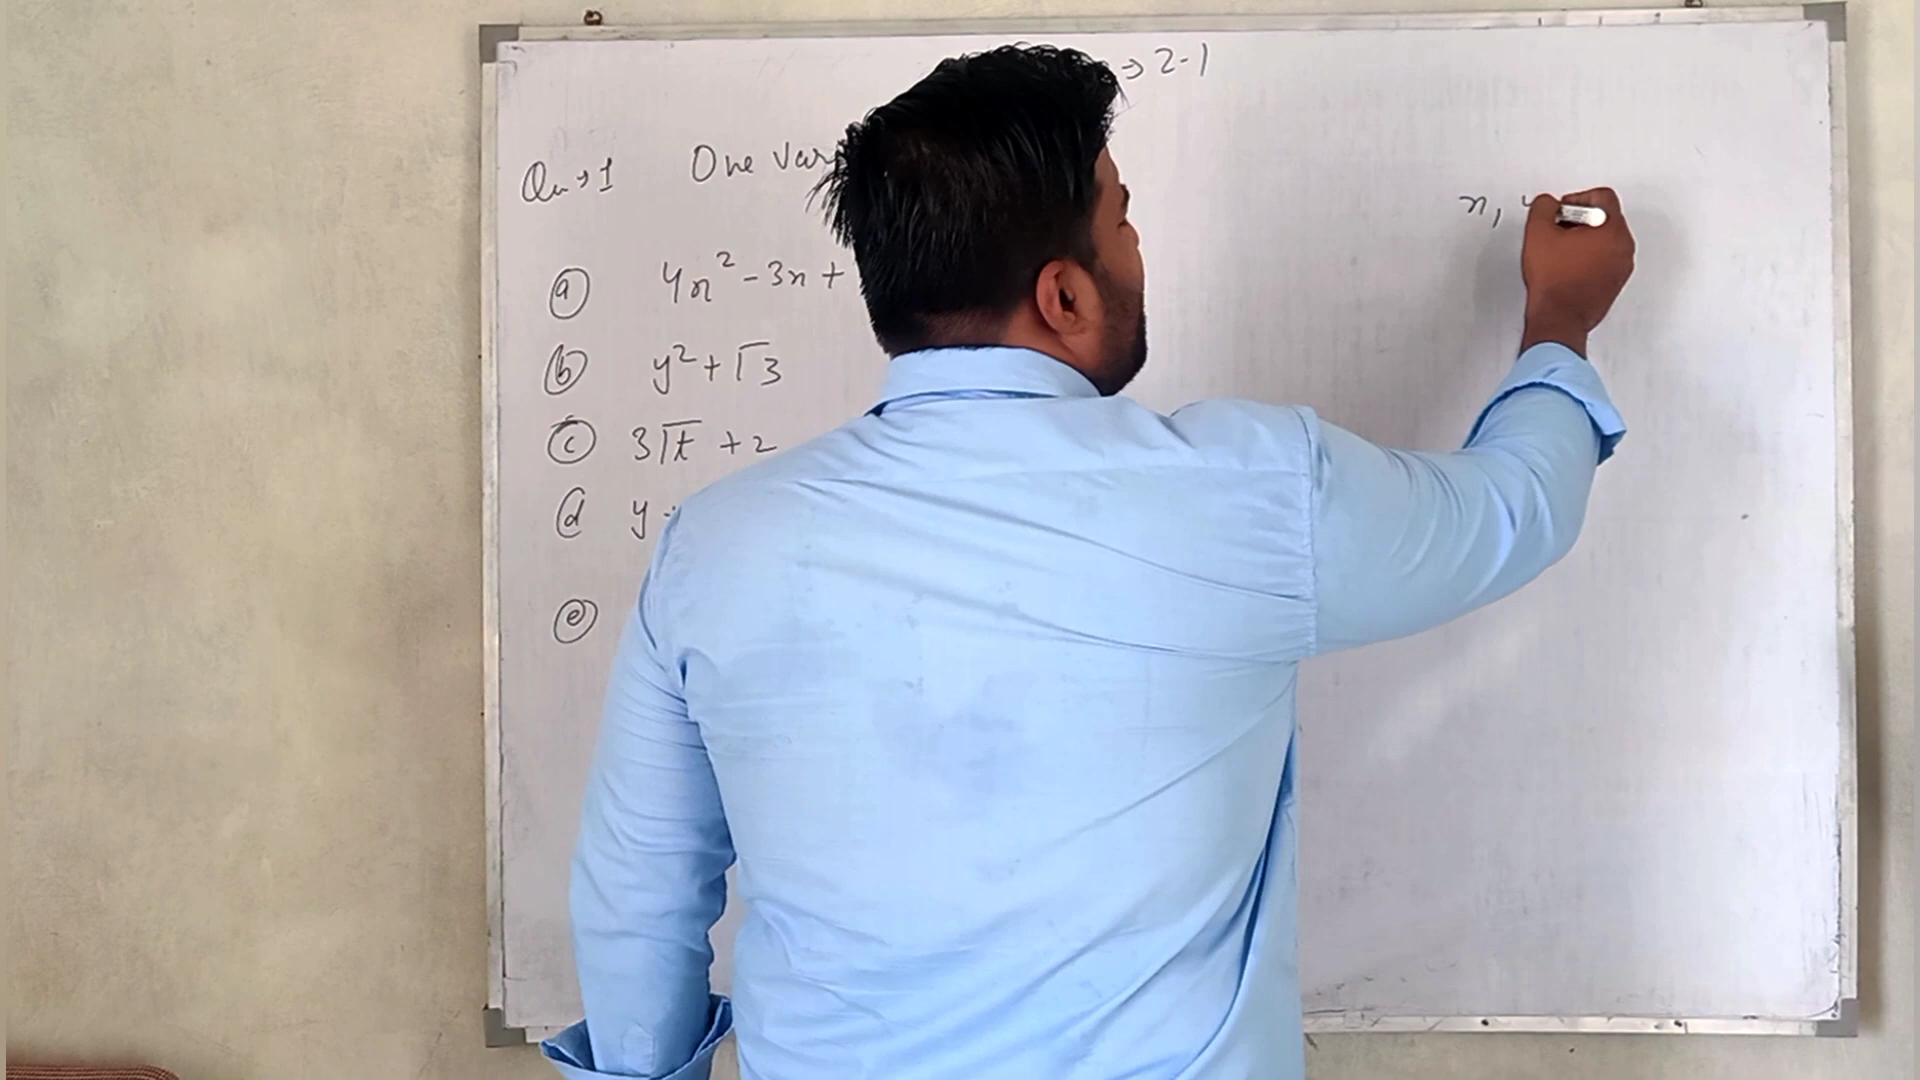 ⇒ 2-1
Qu → 1 One Var
x, y
ⓐ 4x² - 3x +
ⓑ y² + √3
ⓒ 3√t + 2
ⓓ y
ⓔ